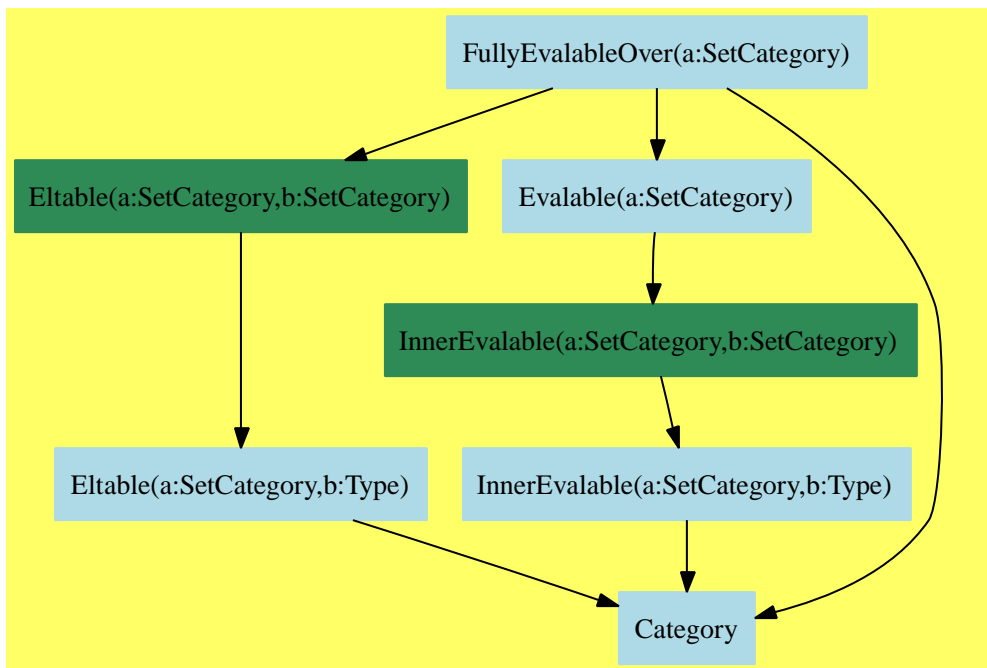 FullyEvalableOver(a:SetCategory)
Eltable(a:SetCategory,b:SetCategory)
Evalable(a:SetCategory)
InnerEvalable(a:SetCategory,b:SetCategory)
Eltable(a:SetCategory,b:Type)
InnerEvalable(a:SetCategory,b:Type)
Category